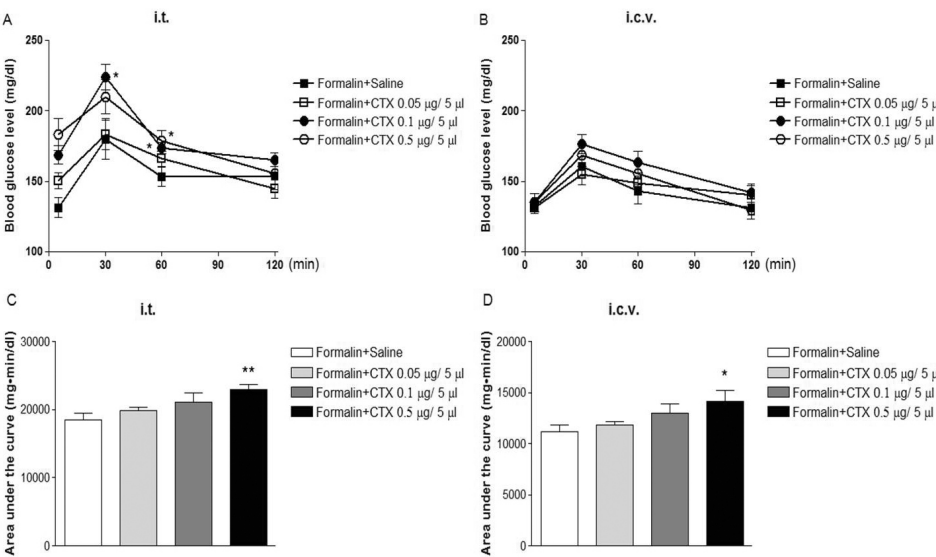 A
i.t.
Blood glucose level (mg/dl)
250
200
150
100
0
30
60
90
120
(min)
*
*
*
Formalin+Saline
Formalin+CTX 0.05 μg/ 5 μl
Formalin+CTX 0.1 μg/ 5 μl
Formalin+CTX 0.5 μg/ 5 μl
B
i.c.v.
Blood glucose level (mg/dl)
250
200
150
100
0
30
60
90
120
(min)
Formalin+Saline
Formalin+CTX 0.05 μg/ 5 μl
Formalin+CTX 0.1 μg/ 5 μl
Formalin+CTX 0.5 μg/ 5 μl
C
i.t.
Area under the curve (mg-min/dl)
30000
20000
10000
0
**
Formalin+Saline
Formalin+CTX 0.05 μg/ 5 μl
Formalin+CTX 0.1 μg/ 5 μl
Formalin+CTX 0.5 μg/ 5 μl
D
i.c.v.
Area under the curve (mg-min/dl)
20000
15000
10000
5000
0
*
Formalin+Saline
Formalin+CTX 0.05 μg/ 5 μl
Formalin+CTX 0.1 μg/ 5 μl
Formalin+CTX 0.5 μg/ 5 μl